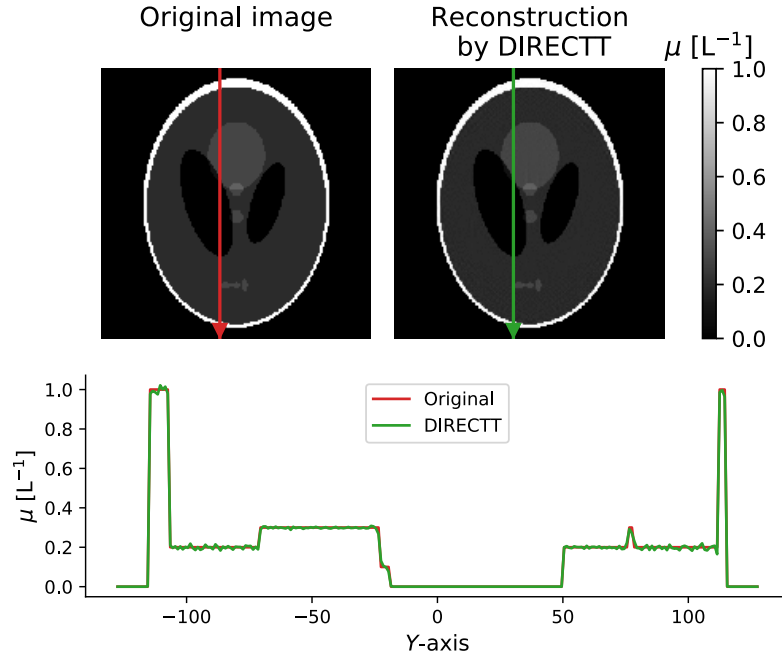 Original image
Reconstruction
by DIRECTT
μ [L⁻¹]
1.0
0.8
0.6
0.4
0.2
0.0
1.0
0.8
0.6
0.4
0.2
0.0
μ [L⁻¹]
Original
DIRECTT
−100
−50
0
50
100
Y-axis